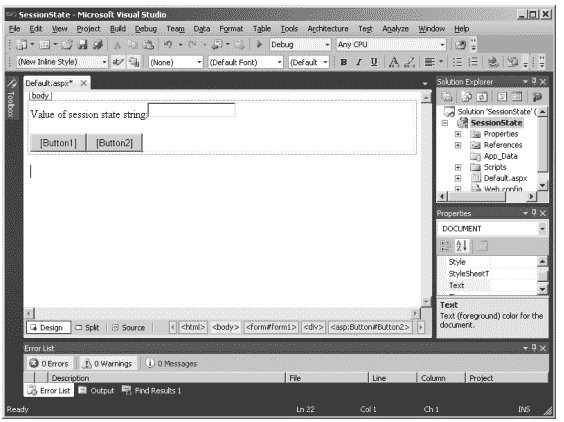 SessionState - Microsoft Visual Studio
File Edit View Project Build Debug Team Data Format Table Tools Architecture Test Analyze Window Help
Debug Any CPU
(New Inline Style) (None) (Default Font) (Default B I U A
Default.aspx*
Solution Explorer
body
Value of session state string:
[Button1] [Button2]
Solution 'SessionState' (
SessionState
Properties
References
App_Data
Scripts
Default.aspx
Web.config
Toolbox
Properties
DOCUMENT
Style
StyleSheetT
Text
Text
Text (foreground) color for the
document.
Design Split Source <html> <body> <form#form1> <div> <asp:Button#Button2>
Error List
0 Errors 0 Warnings 0 Messages
Description File Line Column Project
Error List Output Find Results 1
Ready Ln 22 Col 1 Ch 1 INS